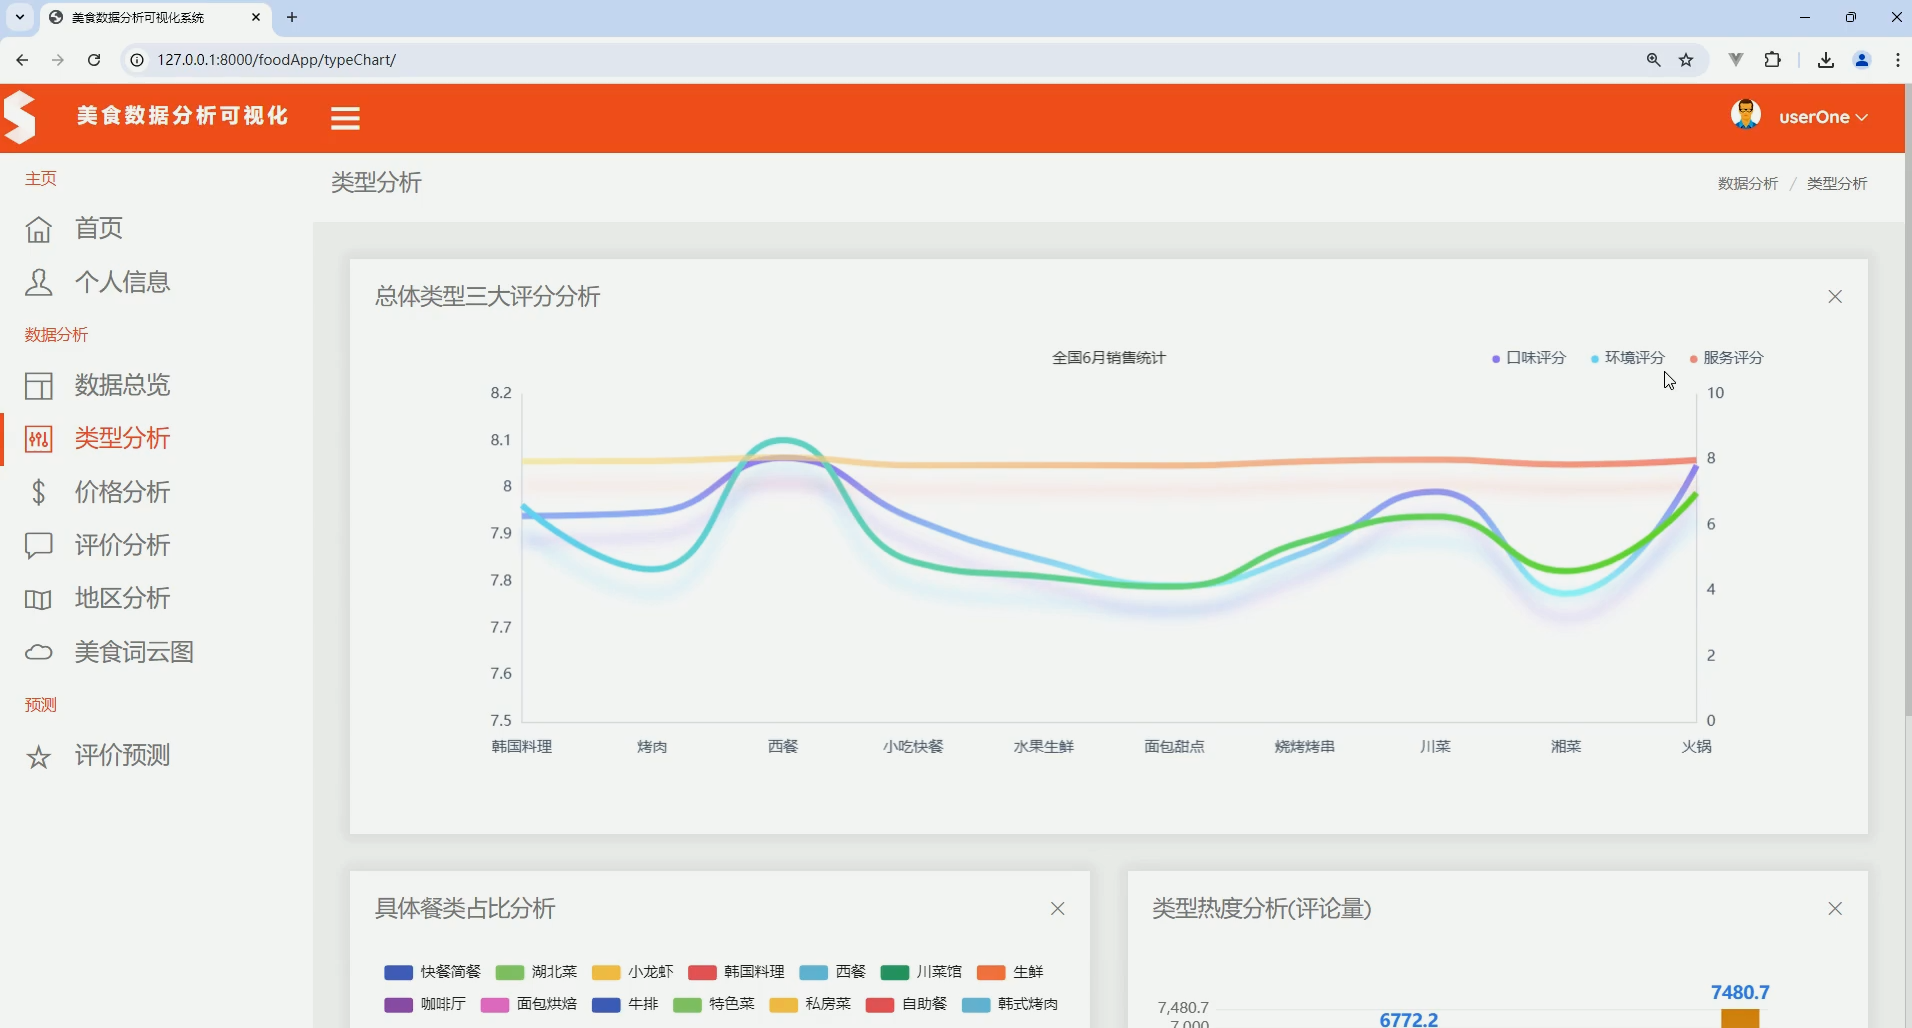 美食数据分析可视化系统
127.0.0.1:8000/foodApp/typeChart/
美食数据分析可视化
userOne
主页
首页
个人信息
数据分析
数据总览
类型分析
价格分析
评价分析
地区分析
美食词云图
预测
评价预测
类型分析
数据分析 / 类型分析
总体类型三大评分分析
全国6月销售统计
口味评分 环境评分 服务评分
8.2
8.1
8
7.9
7.8
7.7
7.6
7.5
10
8
6
4
2
0
韩国料理 烤肉 西餐 小吃快餐 水果生鲜 面包甜点 烧烤烤串 川菜 湘菜 火锅
具体餐类占比分析
快餐简餐 湖北菜 小龙虾 韩国料理 西餐 川菜馆 生鲜
咖啡厅 面包烘焙 牛排 特色菜 私房菜 自助餐 韩式烤肉
类型热度分析(评论量)
7480.7
7,480.7
6772.2
7,000